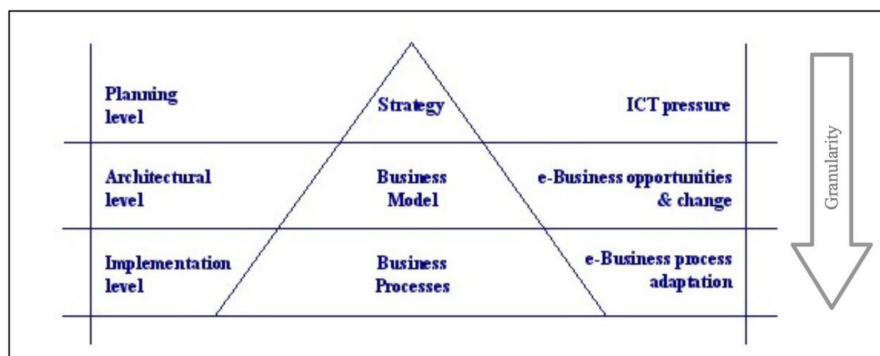 Planning
level
Strategy
ICT pressure
Architectural
level
Business
Model
e-Business opportunities
& change
Implementation
level
Business
Processes
e-Business process
adaptation
Granularity